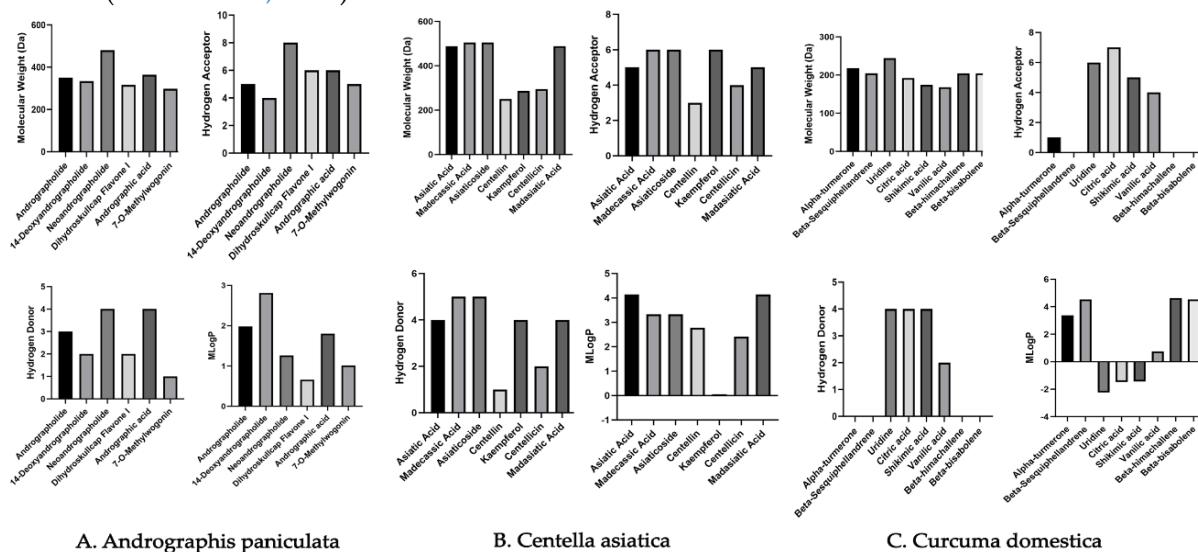 Molecular Weight (Da)
600
400
200
0
Andrographolide
14-Deoxyandrographolide
Neoandrographolide
Dihydroskullcap Flavone I
Andrographic acid
7-O-Methylwogonin
Hydrogen Acceptor
10
8
6
4
2
0
Andrographolide
14-Deoxyandrographolide
Neoandrographolide
Dihydroskullcap Flavone I
Andrographic acid
7-O-Methylwogonin
Molecular Weight (Da)
600
400
200
0
Asiatic Acid
Madecassic Acid
Asiaticoside
Centellin
Kaempferol
Centellicin
Madasiatic Acid
Hydrogen Acceptor
8
6
4
2
0
Asiatic Acid
Madecassic Acid
Asiaticoside
Centellin
Kaempferol
Centellicin
Madasiatic Acid
Molecular Weight (Da)
300
200
100
0
Alpha-turmerone
Beta-Sesquiphellandrene
Uridine
Citric acid
Shikimic acid
Vanilic acid
Beta-himachallene
Beta-bisabolene
Hydrogen Acceptor
8
6
4
2
0
Alpha-turmerone
Beta-Sesquiphellandrene
Uridine
Citric acid
Shikimic acid
Vanilic acid
Beta-himachallene
Beta-bisabolene
Hydrogen Donor
5
4
3
2
1
0
Andrographolide
14-Deoxyandrographolide
Neoandrographolide
Dihydroskullcap Flavone I
Andrographic acid
7-O-Methylwogonin
MLogP
3
2
1
0
Andrographolide
14-Deoxyandrographolide
Neoandrographolide
Dihydroskullcap Flavone I
Andrographic acid
7-O-Methylwogonin
Hydrogen Donor
6
4
2
0
Asiatic Acid
Madecassic Acid
Asiaticoside
Centellin
Kaempferol
Centellicin
Madasiatic Acid
MLogP
5
4
3
2
1
0
-1
Asiatic Acid
Madecassic Acid
Asiaticoside
Centellin
Kaempferol
Centellicin
Madasiatic Acid
Hydrogen Donor
5
4
3
2
1
0
Alpha-turmerone
Beta-Sesquiphellandrene
Uridine
Citric acid
Shikimic acid
Vanilic acid
Beta-himachallene
Beta-bisabolene
MLogP
6
4
2
0
-2
-4
Alpha-turmerone
Beta-Sesquiphellandrene
Uridine
Citric acid
Shikimic acid
Vanilic acid
Beta-himachallene
Beta-bisabolene
A. Andrographis paniculata
B. Centella asiatica
C. Curcuma domestica